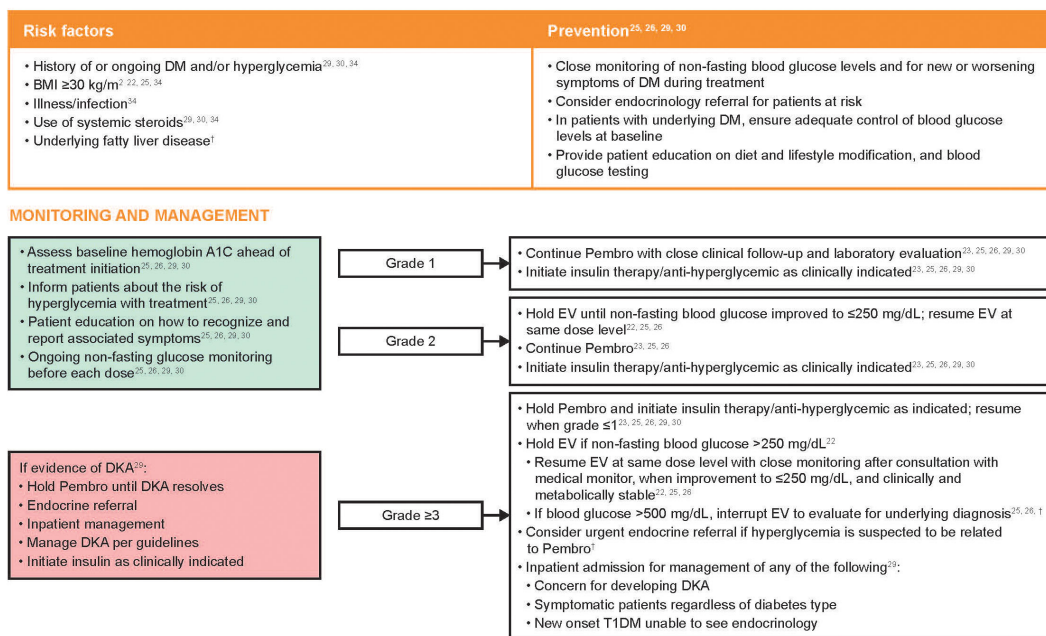 Risk factors
• History of or ongoing DM and/or hyperglycemia29, 30, 34
• BMI ≥30 kg/m2 22, 25, 34
• Illness/infection34
• Use of systemic steroids29, 30, 34
• Underlying fatty liver disease†
Prevention25, 26, 29, 30
• Close monitoring of non-fasting blood glucose levels and for new or worsening
symptoms of DM during treatment
• Consider endocrinology referral for patients at risk
• In patients with underlying DM, ensure adequate control of blood glucose
levels at baseline
• Provide patient education on diet and lifestyle modification, and blood
glucose testing
MONITORING AND MANAGEMENT
• Assess baseline hemoglobin A1C ahead of
treatment initiation25, 26, 29, 30
• Inform patients about the risk of
hyperglycemia with treatment25, 26, 29, 30
• Patient education on how to recognize and
report associated symptoms25, 26, 29, 30
• Ongoing non-fasting glucose monitoring
before each dose25, 26, 29, 30
If evidence of DKA29:
• Hold Pembro until DKA resolves
• Endocrine referral
• Inpatient management
• Manage DKA per guidelines
• Initiate insulin as clinically indicated
Grade 1
• Continue Pembro with close clinical follow-up and laboratory evaluation23, 25, 26, 29, 30
• Initiate insulin therapy/anti-hyperglycemic as clinically indicated23, 25, 26, 29, 30
Grade 2
• Hold EV until non-fasting blood glucose improved to ≤250 mg/dL; resume EV at
same dose level22, 25, 26
• Continue Pembro23, 25, 26
• Initiate insulin therapy/anti-hyperglycemic as clinically indicated23, 25, 26, 29, 30
Grade ≥3
• Hold Pembro and initiate insulin therapy/anti-hyperglycemic as indicated; resume
when grade ≤123, 25, 26, 29, 30
• Hold EV if non-fasting blood glucose >250 mg/dL22
• Resume EV at same dose level with close monitoring after consultation with
medical monitor, when improvement to ≤250 mg/dL, and clinically and
metabolically stable22, 25, 26
• If blood glucose >500 mg/dL, interrupt EV to evaluate for underlying diagnosis25, 26, †
• Consider urgent endocrine referral if hyperglycemia is suspected to be related
to Pembro†
• Inpatient admission for management of any of the following29:
• Concern for developing DKA
• Symptomatic patients regardless of diabetes type
• New onset T1DM unable to see endocrinology